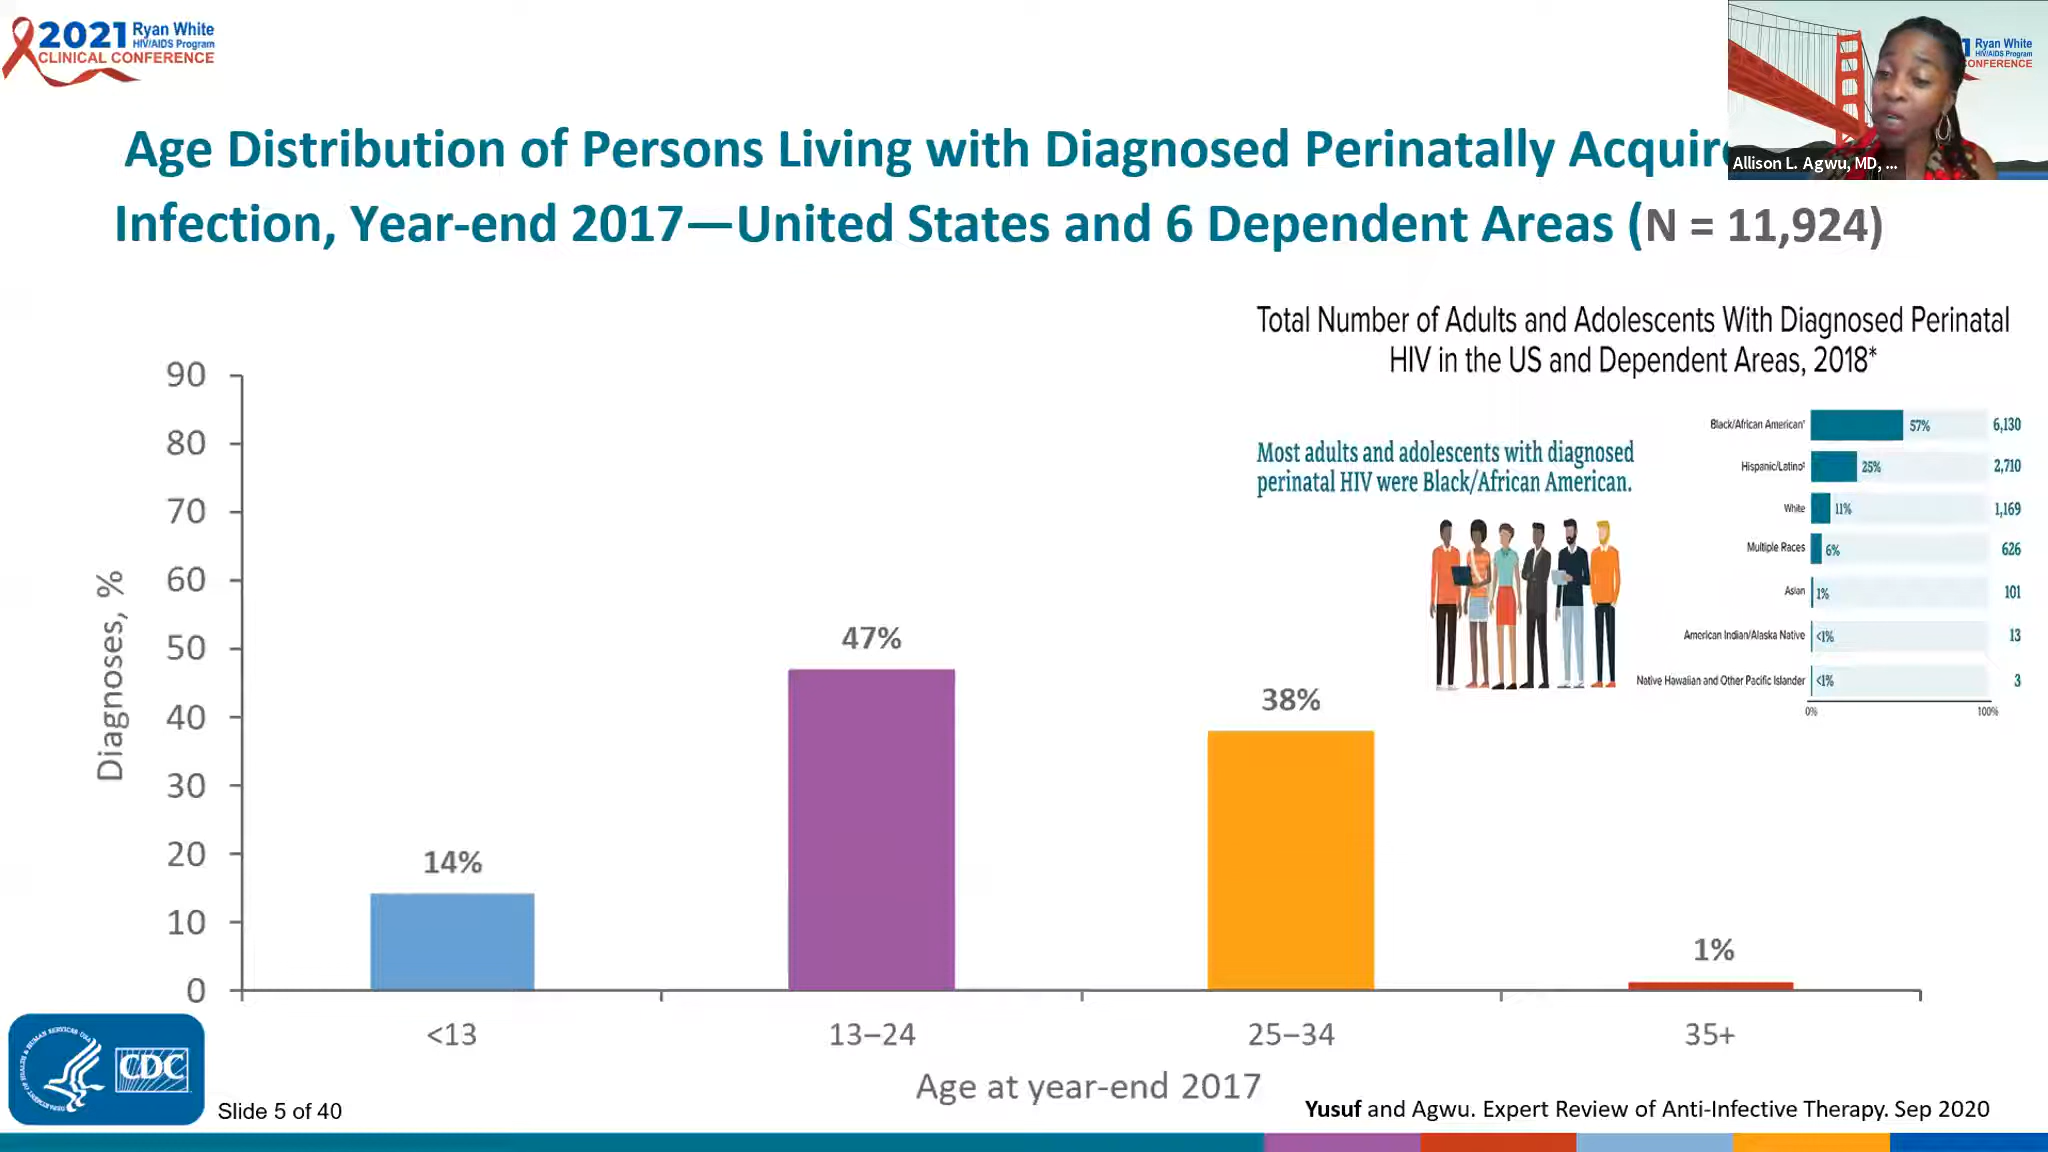 2021 Ryan White
HIV/AIDS Program
CLINICAL CONFERENCE
1 Ryan White
HIV/AIDS Program
CONFERENCE
Allison L. Agwu, MD, ...
Age Distribution of Persons Living with Diagnosed Perinatally
Infection, Year-end 2017—United States and 6 Dependent Areas (N = 11,924)
Total Number of Adults and Adolescents With Diagnosed Perinatal
HIV in the US and Dependent Areas, 2018*
Most adults and adolescents with diagnosed
perinatal HIV were Black/African American.
Black/African American† 57% 6,130
Hispanic/Latino‡ 25% 2,710
White 11% 1,169
Multiple Races 6% 626
Asian 1% 101
American Indian/Alaska Native <1% 13
Native Hawaiian and Other Pacific Islander <1% 3
0% 100%
Diagnoses, %
90
80
70
60
50
40
30
20
10
0
14%
47%
38%
1%
<13 13–24 25–34 35+
Age at year-end 2017
CDC
Slide 5 of 40
Yusuf and Agwu. Expert Review of Anti-Infective Therapy. Sep 2020